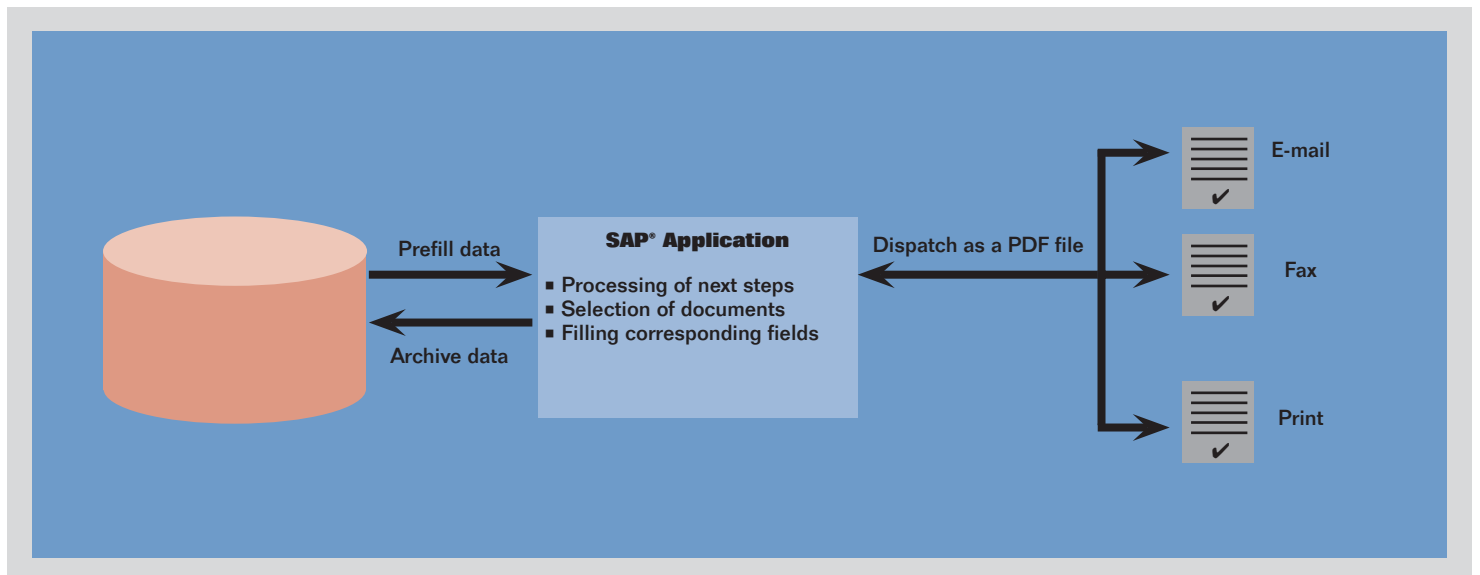 Prefill data
Archive data
SAP® Application
▪ Processing of next steps
▪ Selection of documents
▪ Filling corresponding fields
Dispatch as a PDF file
E-mail
Fax
Print